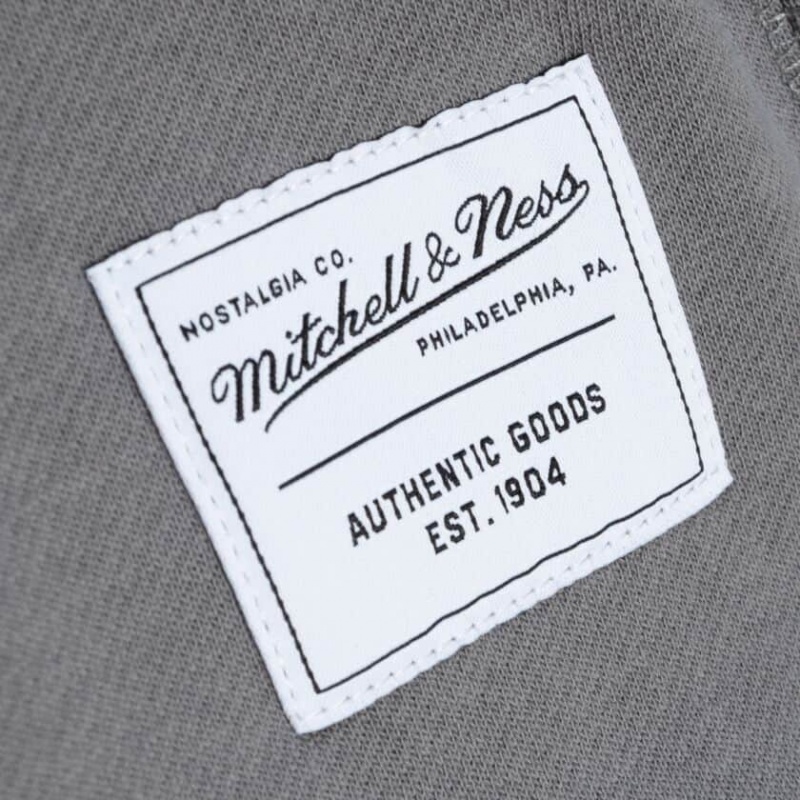 NOSTALGIA CO.
Mitchell & Ness
PHILADELPHIA, PA.
AUTHENTIC GOODS
EST. 1904